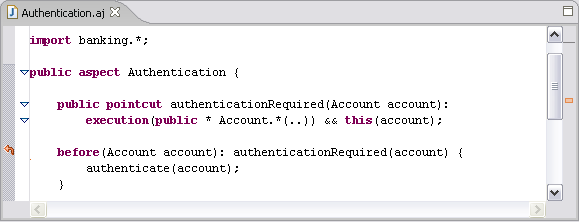 Authentication.aj
import banking.*;
public aspect Authentication {
public pointcut authenticationRequired(Account account):
execution(public * Account.*(..)) && this(account);
before(Account account): authenticationRequired(account) {
authenticate(account);
}